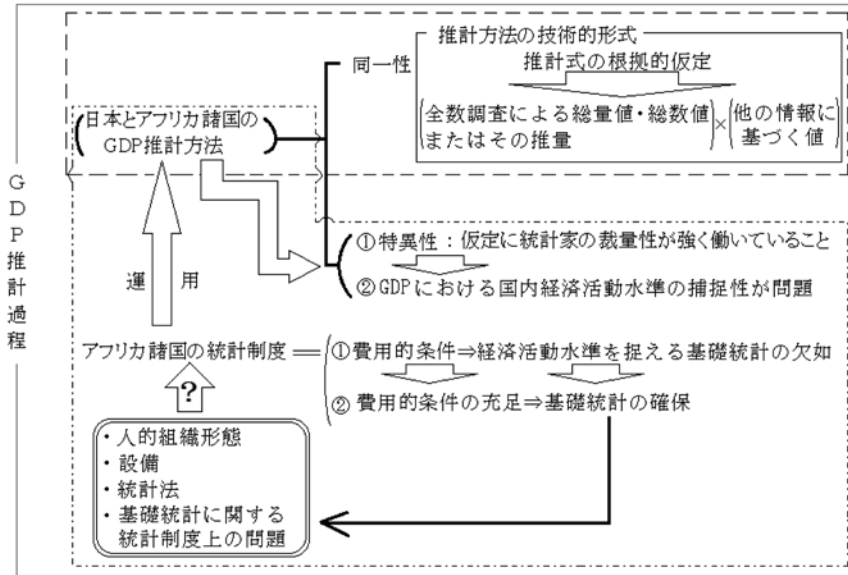 GDP推計過程
推計方法の技術的形式
同一性
推計式の根拠的仮定
日本とアフリカ諸国の
GDP推計方法
(全数調査による総量値・総数値
またはその推量)×(他の情報に
基づく値)
①特異性：仮定に統計家の裁量性が強く働いていること
②GDPにおける国内経済活動水準の捕捉性が問題
運用
アフリカ諸国の統計制度
①費用的条件⇒経済活動水準を捉える基礎統計の欠如
②費用的条件の充足⇒基礎統計の確保
?
・人的組織形態
・設備
・統計法
・基礎統計に関する
統計制度上の問題